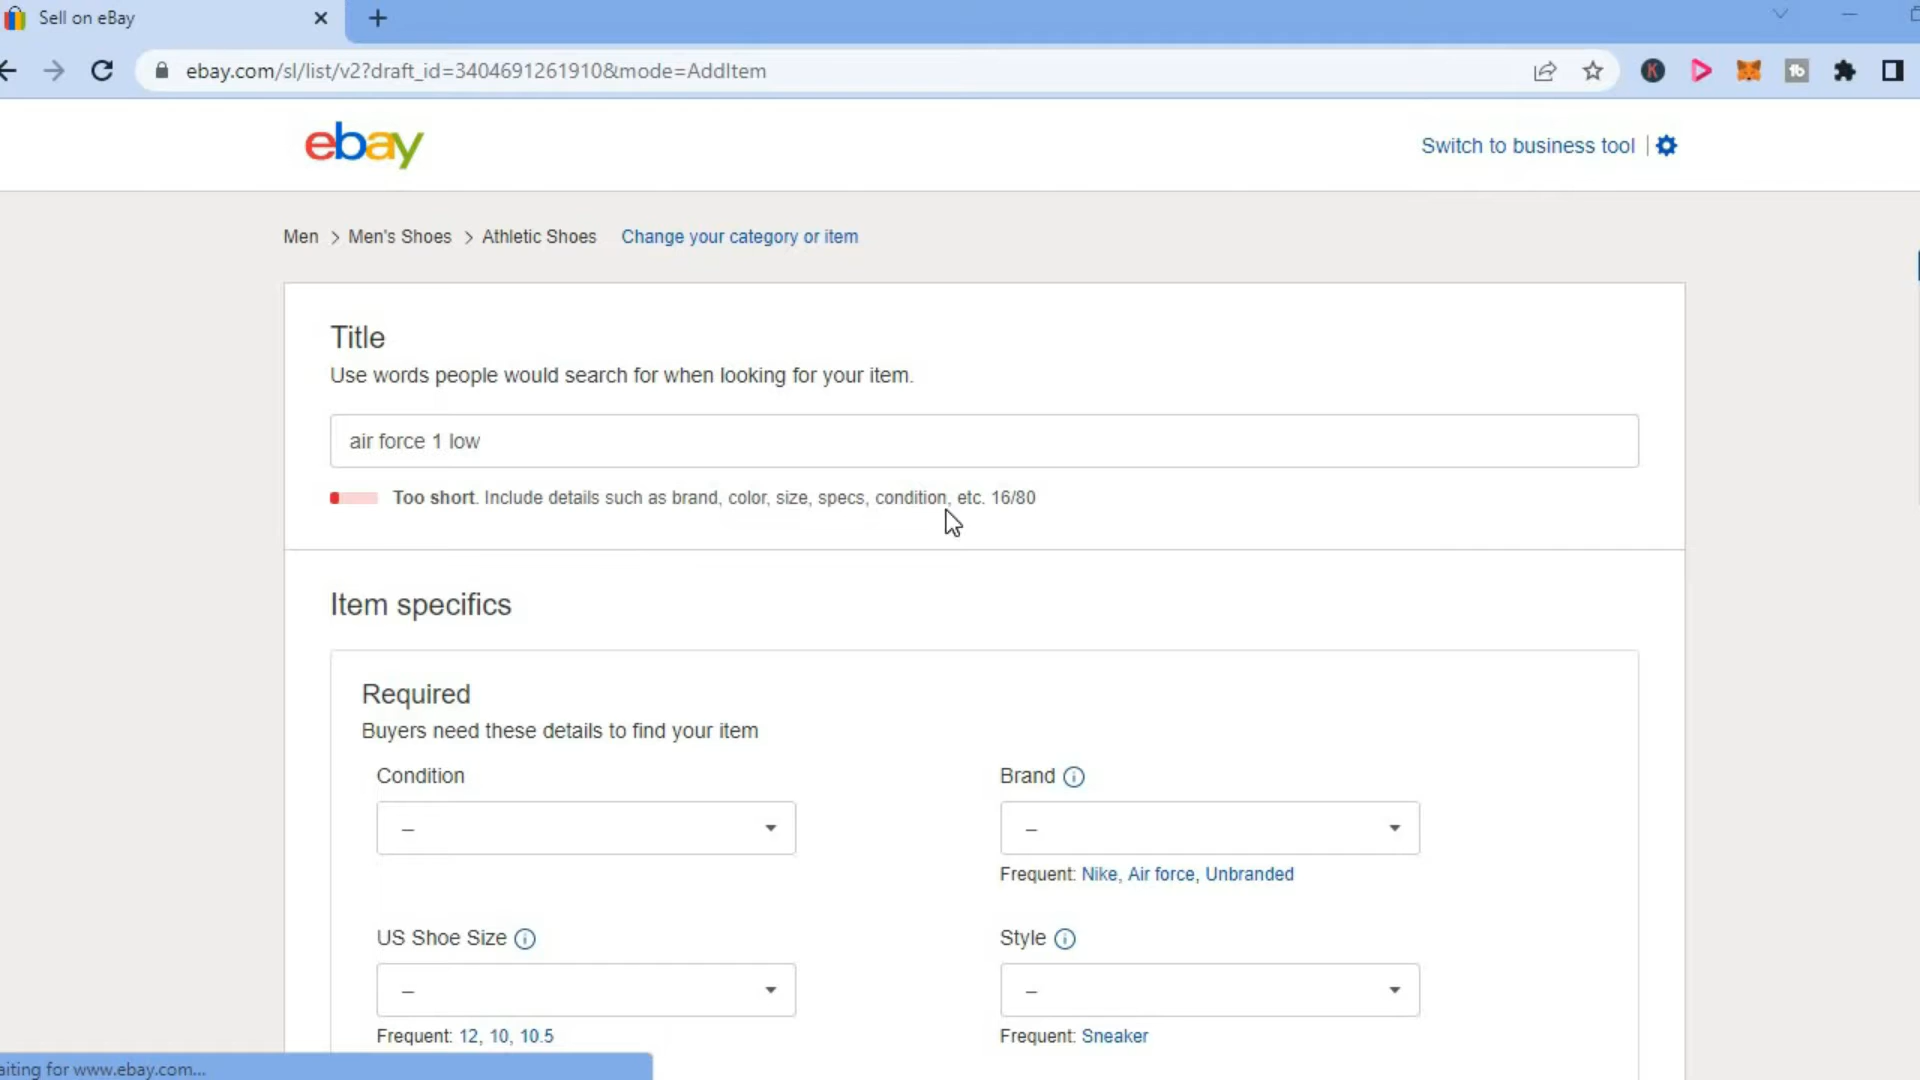 Sell on eBay
ebay.com/sl/list/v2?draft_id=3404691261910&mode=AddItem
K
tb
ebay
Switch to business tool
Men > Men's Shoes > Athletic Shoes Change your category or item
Title
Use words people would search for when looking for your item.
air force 1 low
Too short. Include details such as brand, color, size, specs, condition, etc. 16/80
Item specifics
Required
Buyers need these details to find your item
Condition
–
Brand
–
Frequent: Nike, Air force, Unbranded
US Shoe Size
–
Frequent: 12, 10, 10.5
Style
–
Frequent: Sneaker
aiting for www.ebay.com...